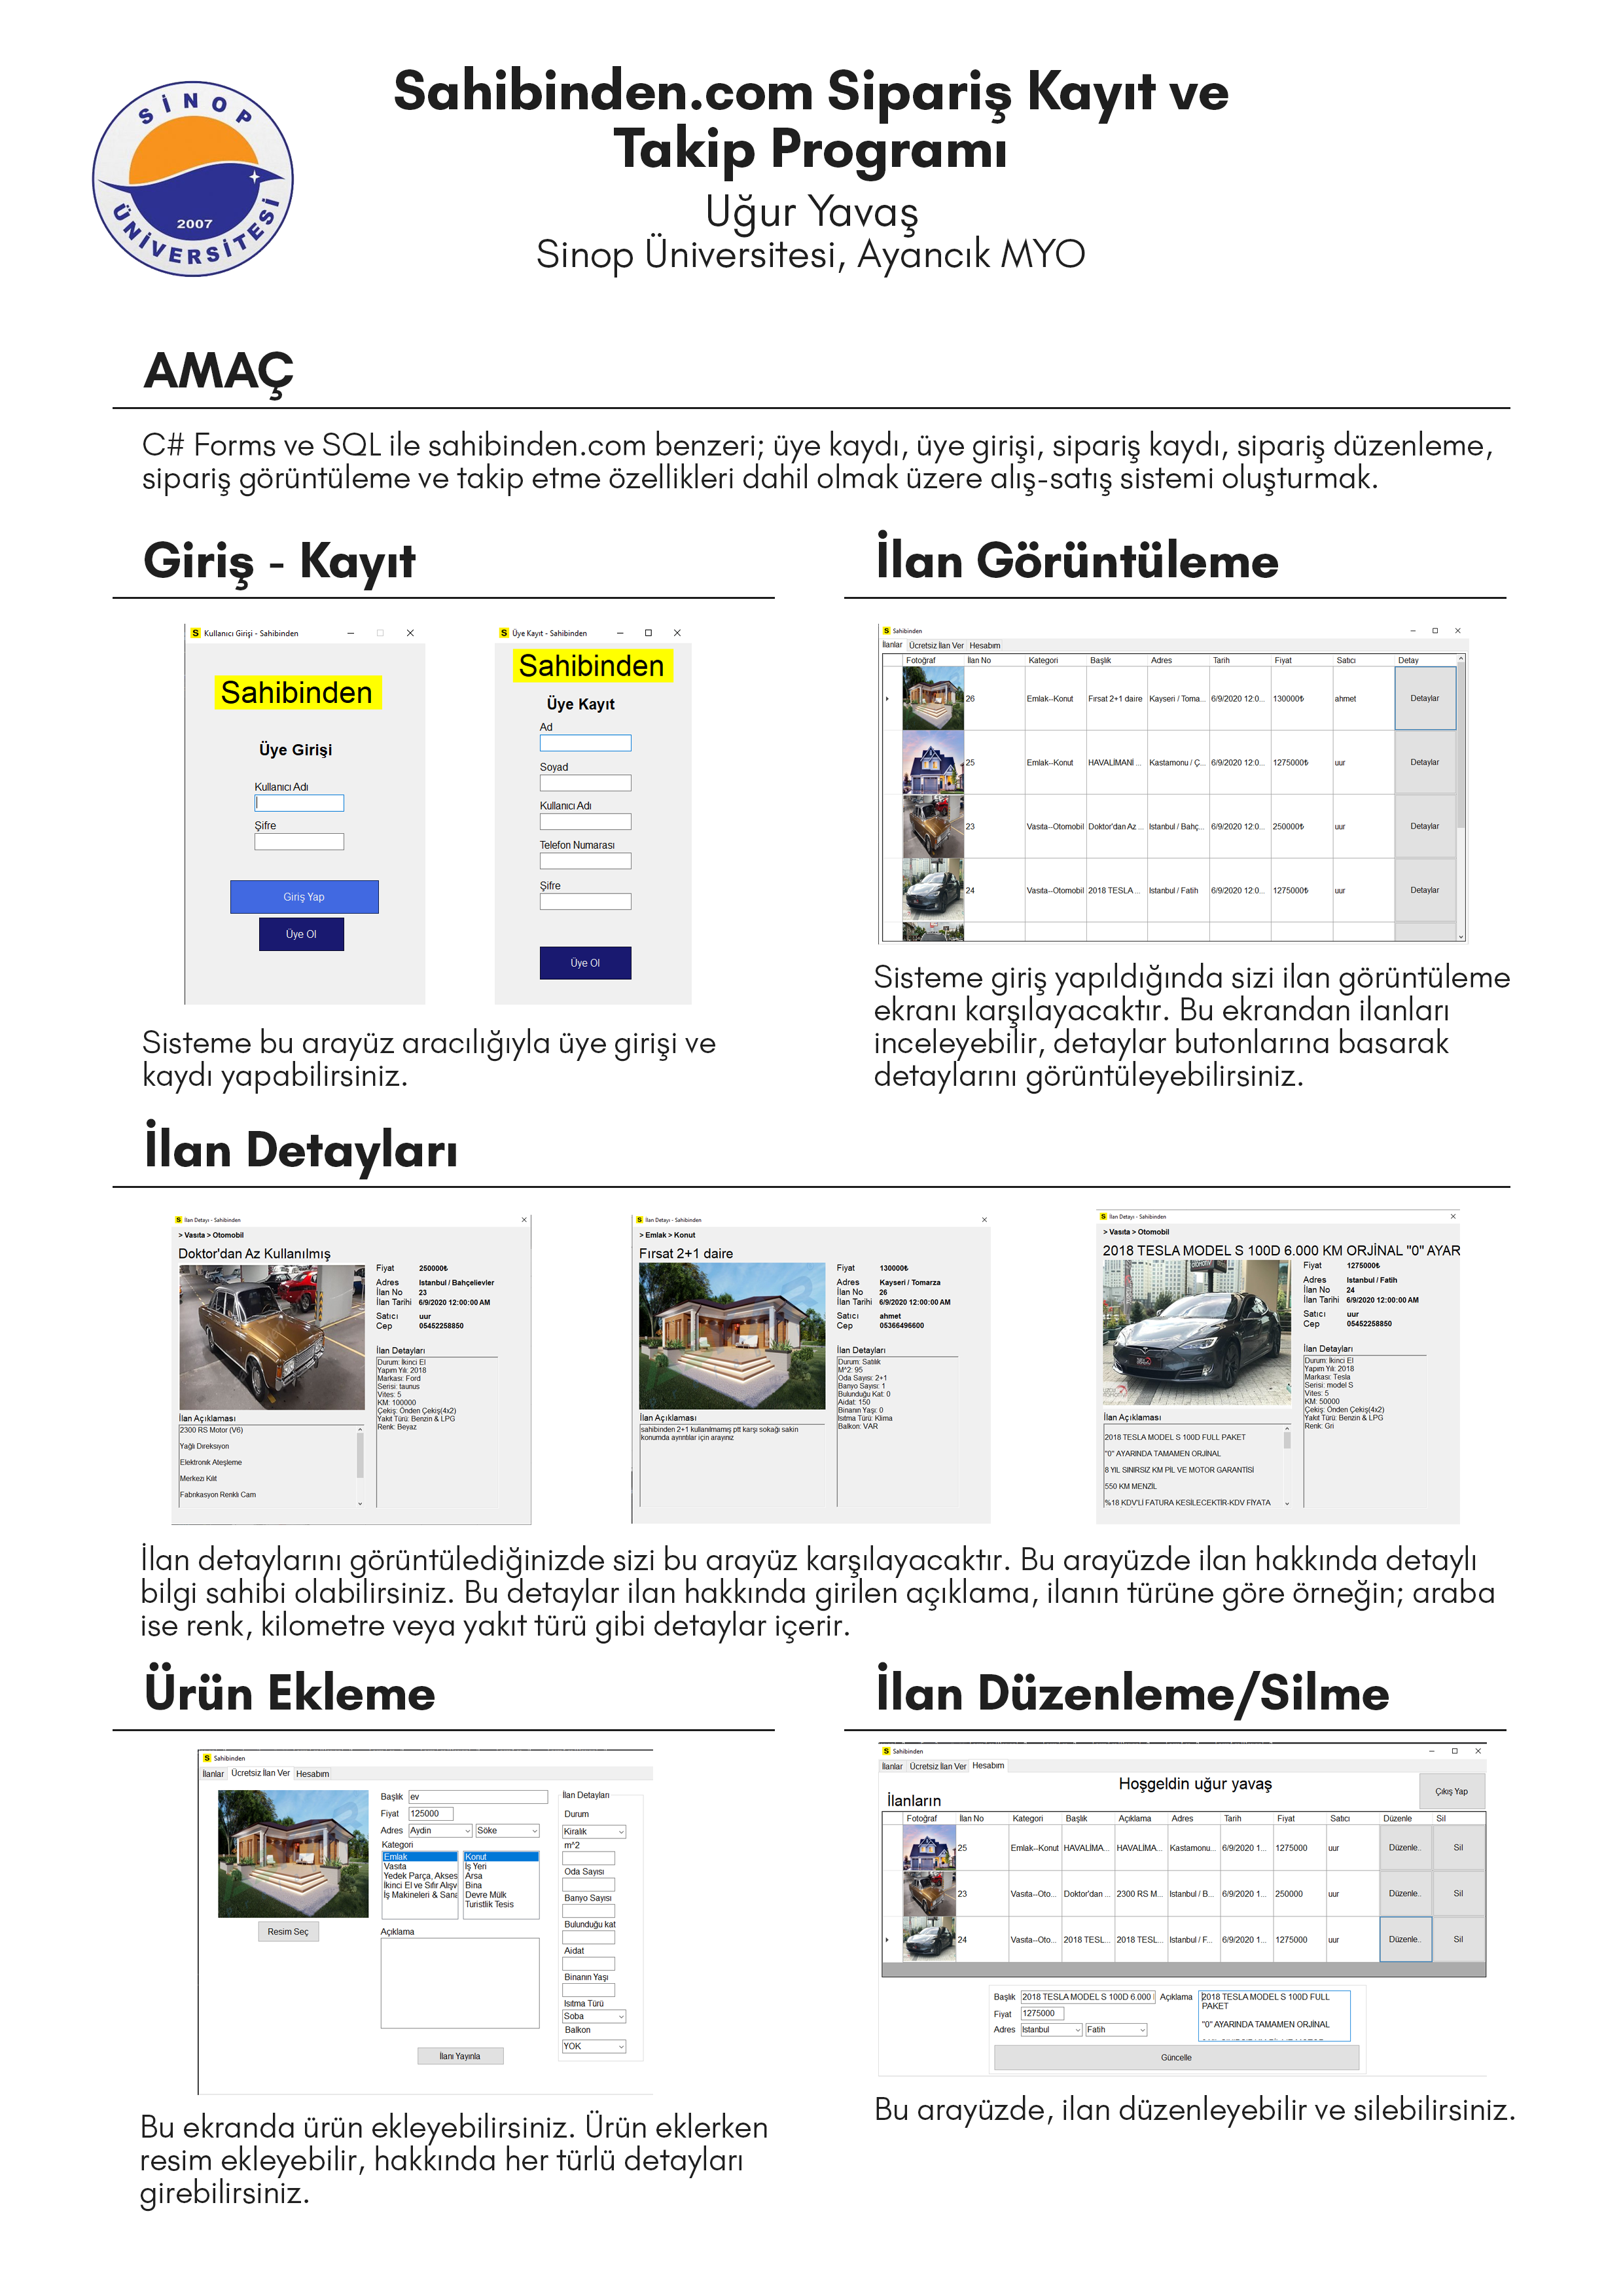 SİNOP
ÜNİVERSİTESİ
2007
Sahibinden.com Sipariş Kayıt ve
Takip Programı
Uğur Yavaş
Sinop Üniversitesi, Ayancık MYO
AMAÇ
C# Forms ve SQL ile sahibinden.com benzeri; üye kaydı, üye girişi, sipariş kaydı, sipariş düzenleme,
sipariş görüntüleme ve takip etme özellikleri dahil olmak üzere alış-satış sistemi oluşturmak.
Giriş - Kayıt
S Kullanıcı Girişi - Sahibinden
Sahibinden
Üye Girişi
Kullanıcı Adı
Şifre
Giriş Yap
Üye Ol
S Üye Kayıt - Sahibinden
Sahibinden
Üye Kayıt
Ad
Soyad
Kullanıcı Adı
Telefon Numarası
Şifre
Üye Ol
Sisteme bu arayüz aracılığıyla üye girişi ve
kaydı yapabilirsiniz.
İlan Görüntüleme
S Sahibinden
İlanlar Ücretsiz İlan Ver Hesabım
Fotoğraf İlan No Kategori Başlık Adres Tarih Fiyat Satıcı Detay
26 Emlak--Konut Fırsat 2+1 daire Kayseri / Toma... 6/9/2020 12:0... 130000₺ ahmet Detaylar
25 Emlak--Konut HAVALİMANI ... Kastamonu / Ç... 6/9/2020 12:0... 1275000₺ uur Detaylar
23 Vasıta--Otomobil Doktor'dan Az ... Istanbul / Bahç... 6/9/2020 12:0... 250000₺ uur Detaylar
24 Vasıta--Otomobil 2018 TESLA ... Istanbul / Fatih 6/9/2020 12:0... 1275000₺ uur Detaylar
Sisteme giriş yapıldığında sizi ilan görüntüleme
ekranı karşılayacaktır. Bu ekrandan ilanları
inceleyebilir, detaylar butonlarına basarak
detaylarını görüntüleyebilirsiniz.
İlan Detayları
S İlan Detayı - Sahibinden
> Vasıta > Otomobil
Doktor'dan Az Kullanılmış
Fiyat 250000₺
Adres Istanbul / Bahçelievler
İlan No 23
İlan Tarihi 6/9/2020 12:00:00 AM
Satıcı uur
Cep 05452258850
İlan Detayları
Durum: İkinci El
Yapım Yılı: 2018
Markası: Ford
Serisi: taunus
Vites: 5
KM: 100000
Çekiş: Önden Çekiş(4x2)
Yakıt Türü: Benzin & LPG
Renk: Beyaz
İlan Açıklaması
2300 RS Motor (V6)
Yağlı Direksiyon
Elektronik Ateşleme
Merkezi Kilit
Fabrikasyon Renkli Cam
S İlan Detayı - Sahibinden
> Emlak > Konut
Fırsat 2+1 daire
Fiyat 130000₺
Adres Kayseri / Tomarza
İlan No 26
İlan Tarihi 6/9/2020 12:00:00 AM
Satıcı ahmet
Cep 05366496600
İlan Detayları
Durum: Satılık
M^2: 95
Oda Sayısı: 2+1
Banyo Sayısı: 1
Bulunduğu Kat: 0
Aidat: 150
Binanın Yaşı: 0
Isıtma Türü: Klima
Balkon: VAR
İlan Açıklaması
sahibinden 2+1 kullanılmamış ptt karşı sokağı sakin
konumda ayrıntılar için arayınız
S İlan Detayı - Sahibinden
> Vasıta > Otomobil
2018 TESLA MODEL S 100D 6.000 KM ORJİNAL "0" AYAR
Fiyat 1275000₺
Adres Istanbul / Fatih
İlan No 24
İlan Tarihi 6/9/2020 12:00:00 AM
Satıcı uur
Cep 05452258850
İlan Detayları
Durum: İkinci El
Yapım Yılı: 2018
Markası: Tesla
Serisi: model S
Vites: 5
KM: 50000
Çekiş: Önden Çekiş(4x2)
Yakıt Türü: Benzin & LPG
Renk: Gri
İlan Açıklaması
2018 TESLA MODEL S 100D FULL PAKET
"0" AYARINDA TAMAMEN ORJİNAL
8 YIL SINIRSIZ KM PİL VE MOTOR GARANTİSİ
550 KM MENZİL
%18 KDV'Lİ FATURA KESİLECEKTİR-KDV FİYATA
İlan detaylarını görüntülediğinizde sizi bu arayüz karşılayacaktır. Bu arayüzde ilan hakkında detaylı
bilgi sahibi olabilirsiniz. Bu detaylar ilan hakkında girilen açıklama, ilanın türüne göre örneğin; araba
ise renk, kilometre veya yakıt türü gibi detaylar içerir.
Ürün Ekleme
S Sahibinden
İlanlar Ücretsiz İlan Ver Hesabım
Resim Seç
Başlık ev
Fiyat 125000
Adres Aydin Söke
Kategori
Emlak Konut
Vasıta İş Yeri
Yedek Parça, Akses Arsa
İkinci El ve Sıfır Alışv Bina
İş Makineleri & Sana Devre Mülk
Turistlik Tesis
Açıklama
İlanı Yayınla
İlan Detayları
Durum
Kiralık
m^2
Oda Sayısı
Banyo Sayısı
Bulunduğu kat
Aidat
Binanın Yaşı
Isıtma Türü
Soba
Balkon
YOK
Bu ekranda ürün ekleyebilirsiniz. Ürün eklerken
resim ekleyebilir, hakkında her türlü detayları
girebilirsiniz.
İlan Düzenleme/Silme
S Sahibinden
İlanlar Ücretsiz İlan Ver Hesabım
Hoşgeldin uğur yavaş
Çıkış Yap
İlanların
Fotoğraf İlan No Kategori Başlık Açıklama Adres Tarih Fiyat Satıcı Düzenle Sil
25 Emlak--Konut HAVALİMA... HAVALİMA... Kastamonu... 6/9/2020 1... 1275000 uur Düzenle.. Sil
23 Vasıta--Oto... Doktor'dan ... 2300 RS M... Istanbul / B... 6/9/2020 1... 250000 uur Düzenle.. Sil
24 Vasıta--Oto... 2018 TESL... 2018 TESL... Istanbul / F... 6/9/2020 1... 1275000 uur Düzenle.. Sil
Başlık 2018 TESLA MODEL S 100D 6.000 Açıklama 2018 TESLA MODEL S 100D FULL
PAKET
Fiyat 1275000
"0" AYARINDA TAMAMEN ORJİNAL
Adres Istanbul Fatih
Güncelle
Bu arayüzde, ilan düzenleyebilir ve silebilirsiniz.